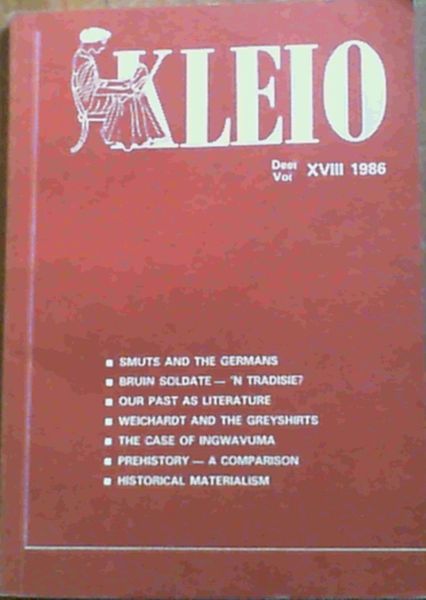 KLEIO
Deel
Vol XVIII 1986
SMUTS AND THE GERMANS
BRUIN SOLDATE — 'N TRADISIE?
OUR PAST AS LITERATURE
WEICHARDT AND THE GREYSHIRTS
THE CASE OF INGWAVUMA
PREHISTORY — A COMPARISON
HISTORICAL MATERIALISM